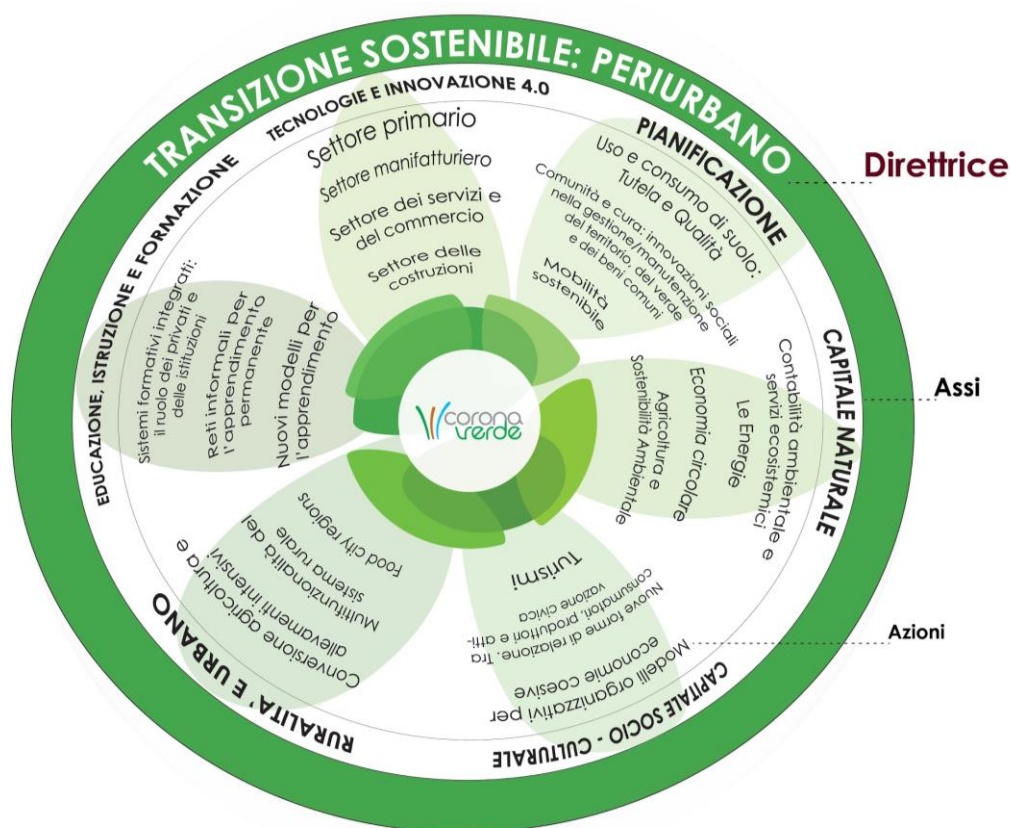 TRANSIZIONE SOSTENIBILE: PERIURBANO
TECNOLOGIE E INNOVAZIONE 4.0
Settore primario
Settore manifatturiero
Settore dei servizi e
del commercio
Settore delle
costruzioni
PIANIFICAZIONE
Uso e consumo di suolo:
Tutela e Qualità
Comunità e cura: innovazioni sociali
nella gestione/manutenzione
del territorio, del verde
e dei beni comuni
Mobilità
sostenibile
CAPITALE NATURALE
Contabilità ambientale e
servizi ecosistemici
Le Energie
Economia circolare
Agricoltura e
Sostenibilità Ambientale
CAPITALE SOCIO - CULTURALE
Modelli organizzativi per
economie coesive
Nuove forme di relazione. Tra
consumatori, produttori e atti-
vazione civica
Turismi
RURALITA' E URBANO
Conversione agricoltura e
allevamenti intensivi
Multifunzionalità del
sistema rurale
Food city regions
EDUCAZIONE, ISTRUZIONE E FORMAZIONE
Sistemi formativi integrati:
il ruolo dei privati e
delle istituzioni
Reti informali per
l'apprendimento
permanente
Nuovi modelli per
l'apprendimento
corona
verde
Direttrice
Assi
Azioni